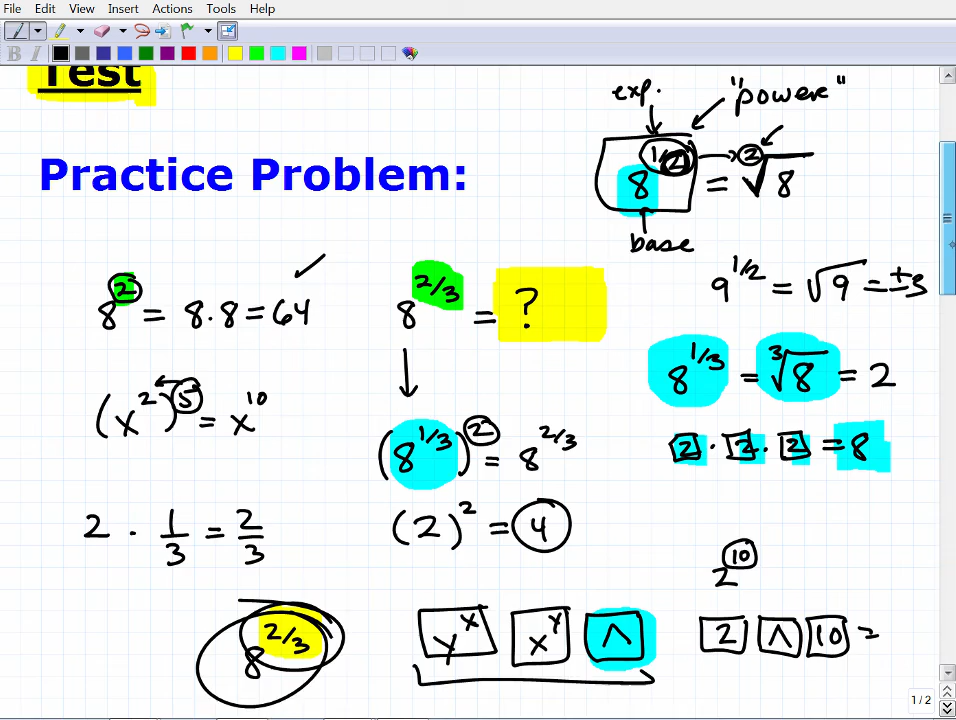 File Edit View Insert Actions Tools Help
B I
Test
exp. "powers"
Practice Problem:
8^(1/2) = ²√8
base
9^(1/2) = √9 = ±3
8^2 = 8.8 = 64
8^(2/3) = ?
8^(1/3) = ³√8 = 2
(x^2)^5 = x^10
(8^(1/3))^2 = 8^(2/3)
2 · 2 · 2 = 8
2 · 1/3 = 2/3
(2)^2 = 4
2^10
8^(2/3)
y^x x^y ^
2 ^ 10 =
1 / 2